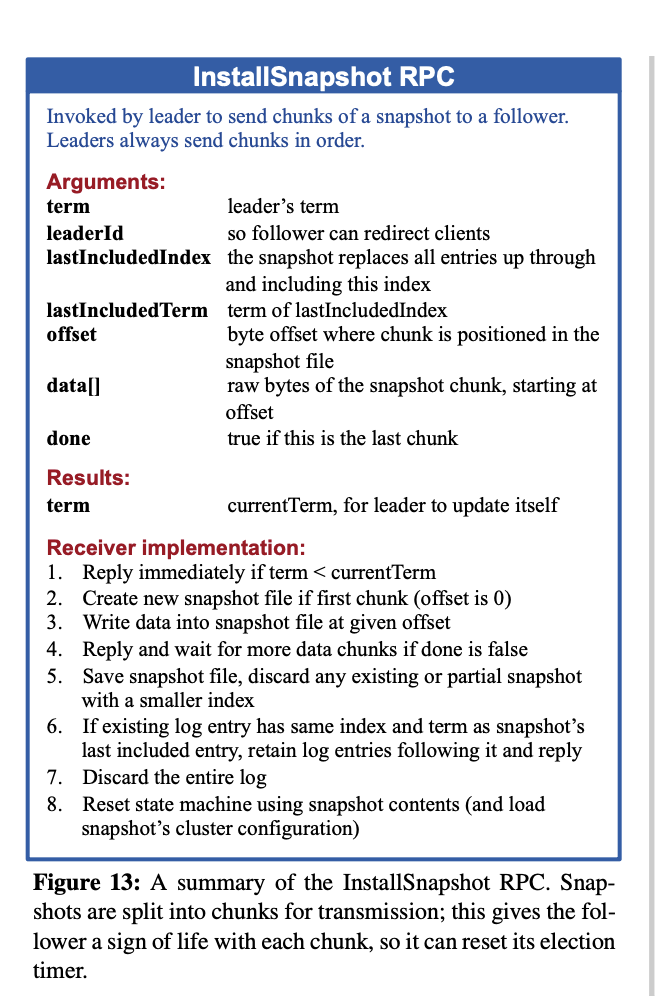 InstallSnapshot RPC
Invoked by leader to send chunks of a snapshot to a follower.
Leaders always send chunks in order.
Arguments:
term leader’s term
leaderId so follower can redirect clients
lastIncludedIndex the snapshot replaces all entries up through
and including this index
lastIncludedTerm term of lastIncludedIndex
offset byte offset where chunk is positioned in the
snapshot file
data[] raw bytes of the snapshot chunk, starting at
offset
done true if this is the last chunk
Results:
term currentTerm, for leader to update itself
Receiver implementation:
1. Reply immediately if term < currentTerm
2. Create new snapshot file if first chunk (offset is 0)
3. Write data into snapshot file at given offset
4. Reply and wait for more data chunks if done is false
5. Save snapshot file, discard any existing or partial snapshot
with a smaller index
6. If existing log entry has same index and term as snapshot’s
last included entry, retain log entries following it and reply
7. Discard the entire log
8. Reset state machine using snapshot contents (and load
snapshot’s cluster configuration)
Figure 13: A summary of the InstallSnapshot RPC. Snap-
shots are split into chunks for transmission; this gives the fol-
lower a sign of life with each chunk, so it can reset its election
timer.